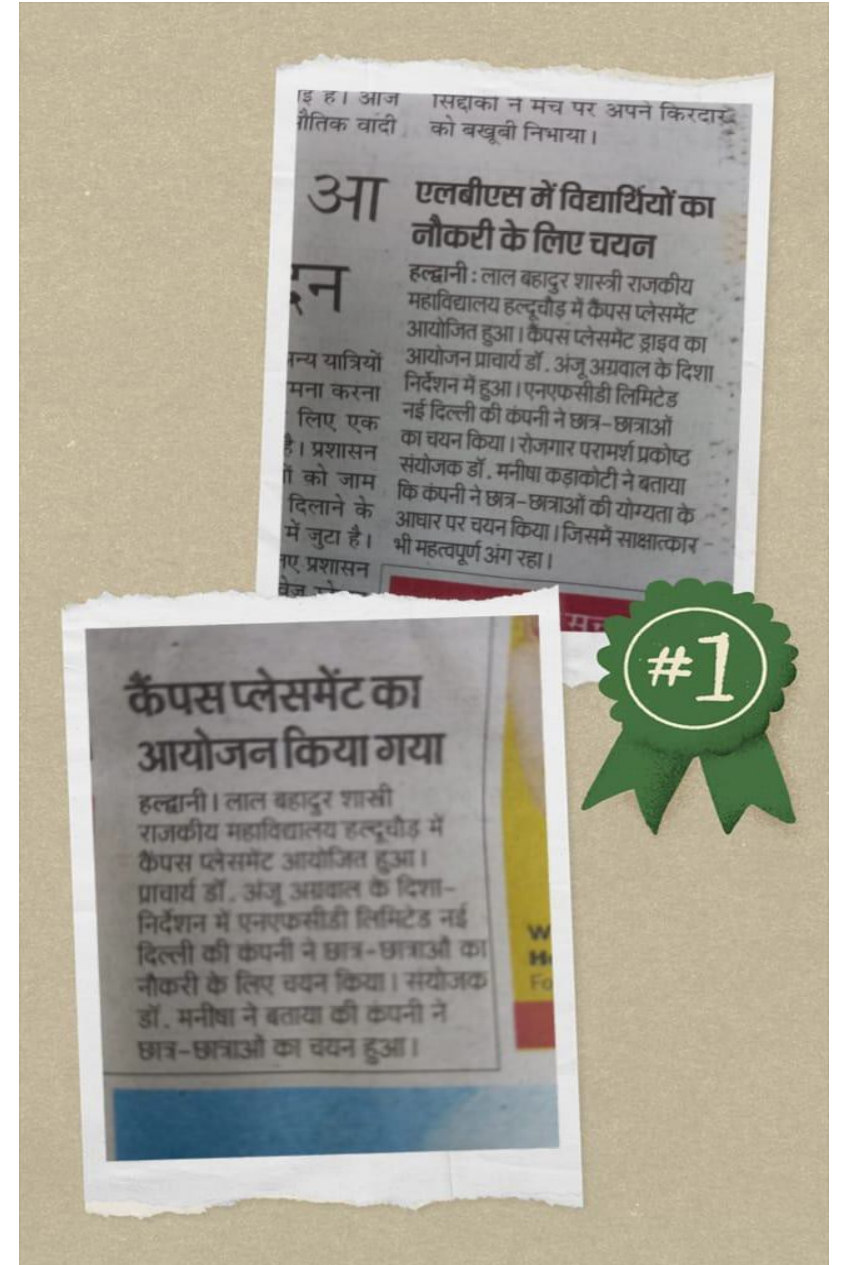 ाइ है। आज
ौतिक वादी
सिद्दीकी ने मंच पर अपने किरदार
को बखूबी निभाया।
आ
दन
एलबीएस में विद्यार्थियों का
नौकरी के लिए चयन
हल्द्वानी : लाल बहादुर शास्त्री राजकीय
महाविद्यालय हल्दूचौड़ में कैंपस प्लेसमेंट
आयोजित हुआ। कैंपस प्लेसमेंट ड्राइव का
आयोजन प्राचार्य डॉ. अंजू अग्रवाल के दिशा
निर्देशन में हुआ। एनएफसीडी लिमिटेड
नई दिल्ली की कंपनी ने छात्र-छात्राओं
का चयन किया। रोजगार परामर्श प्रकोष्ठ
संयोजक डॉ. मनीषा कड़ाकोटी ने बताया
कि कंपनी ने छात्र-छात्राओं की योग्यता के
आधार पर चयन किया। जिसमें साक्षात्कार
भी महत्वपूर्ण अंग रहा।
न्य यात्रियों
मना करना
लिए एक
है। प्रशासन
ों को जाम
दिलाने के
में जुटा है।
नए प्रशासन
#1
कैंपस प्लेसमेंट का
आयोजन किया गया
हल्द्वानी। लाल बहादुर शास्त्री
राजकीय महाविद्यालय हल्दूचौड़ में
कैंपस प्लेसमेंट आयोजित हुआ।
प्राचार्य डॉ. अंजू अग्रवाल के दिशा-
निर्देशन में एनएफसीडी लिमिटेड नई
दिल्ली की कंपनी ने छात्र-छात्राओं का
नौकरी के लिए चयन किया। संयोजक
डॉ. मनीषा ने बताया की कंपनी ने
छात्र-छात्राओं का चयन हुआ।
W
H
Fo